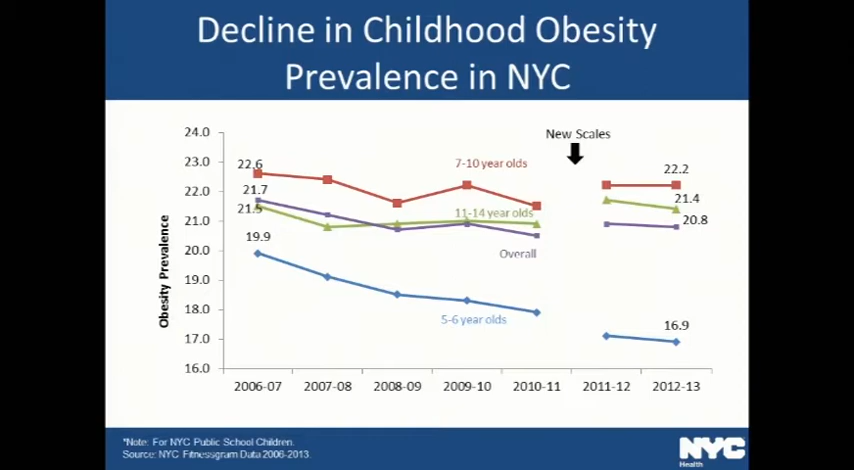 Decline in Childhood Obesity
Prevalence in NYC
24.0
23.0
22.0
21.0
20.0
19.0
18.0
17.0
16.0
Obesity Prevalence
New Scales
22.6
7-10 year olds
22.2
21.7
21.5
11-14 year olds
21.4
20.8
19.9
Overall
5-6 year olds
16.9
2006-07 2007-08 2008-09 2009-10 2010-11 2011-12 2012-13
*Note: For NYC Public School Children.
Source: NYC Fitnessgram Data 2006-2013.
NYC
Health